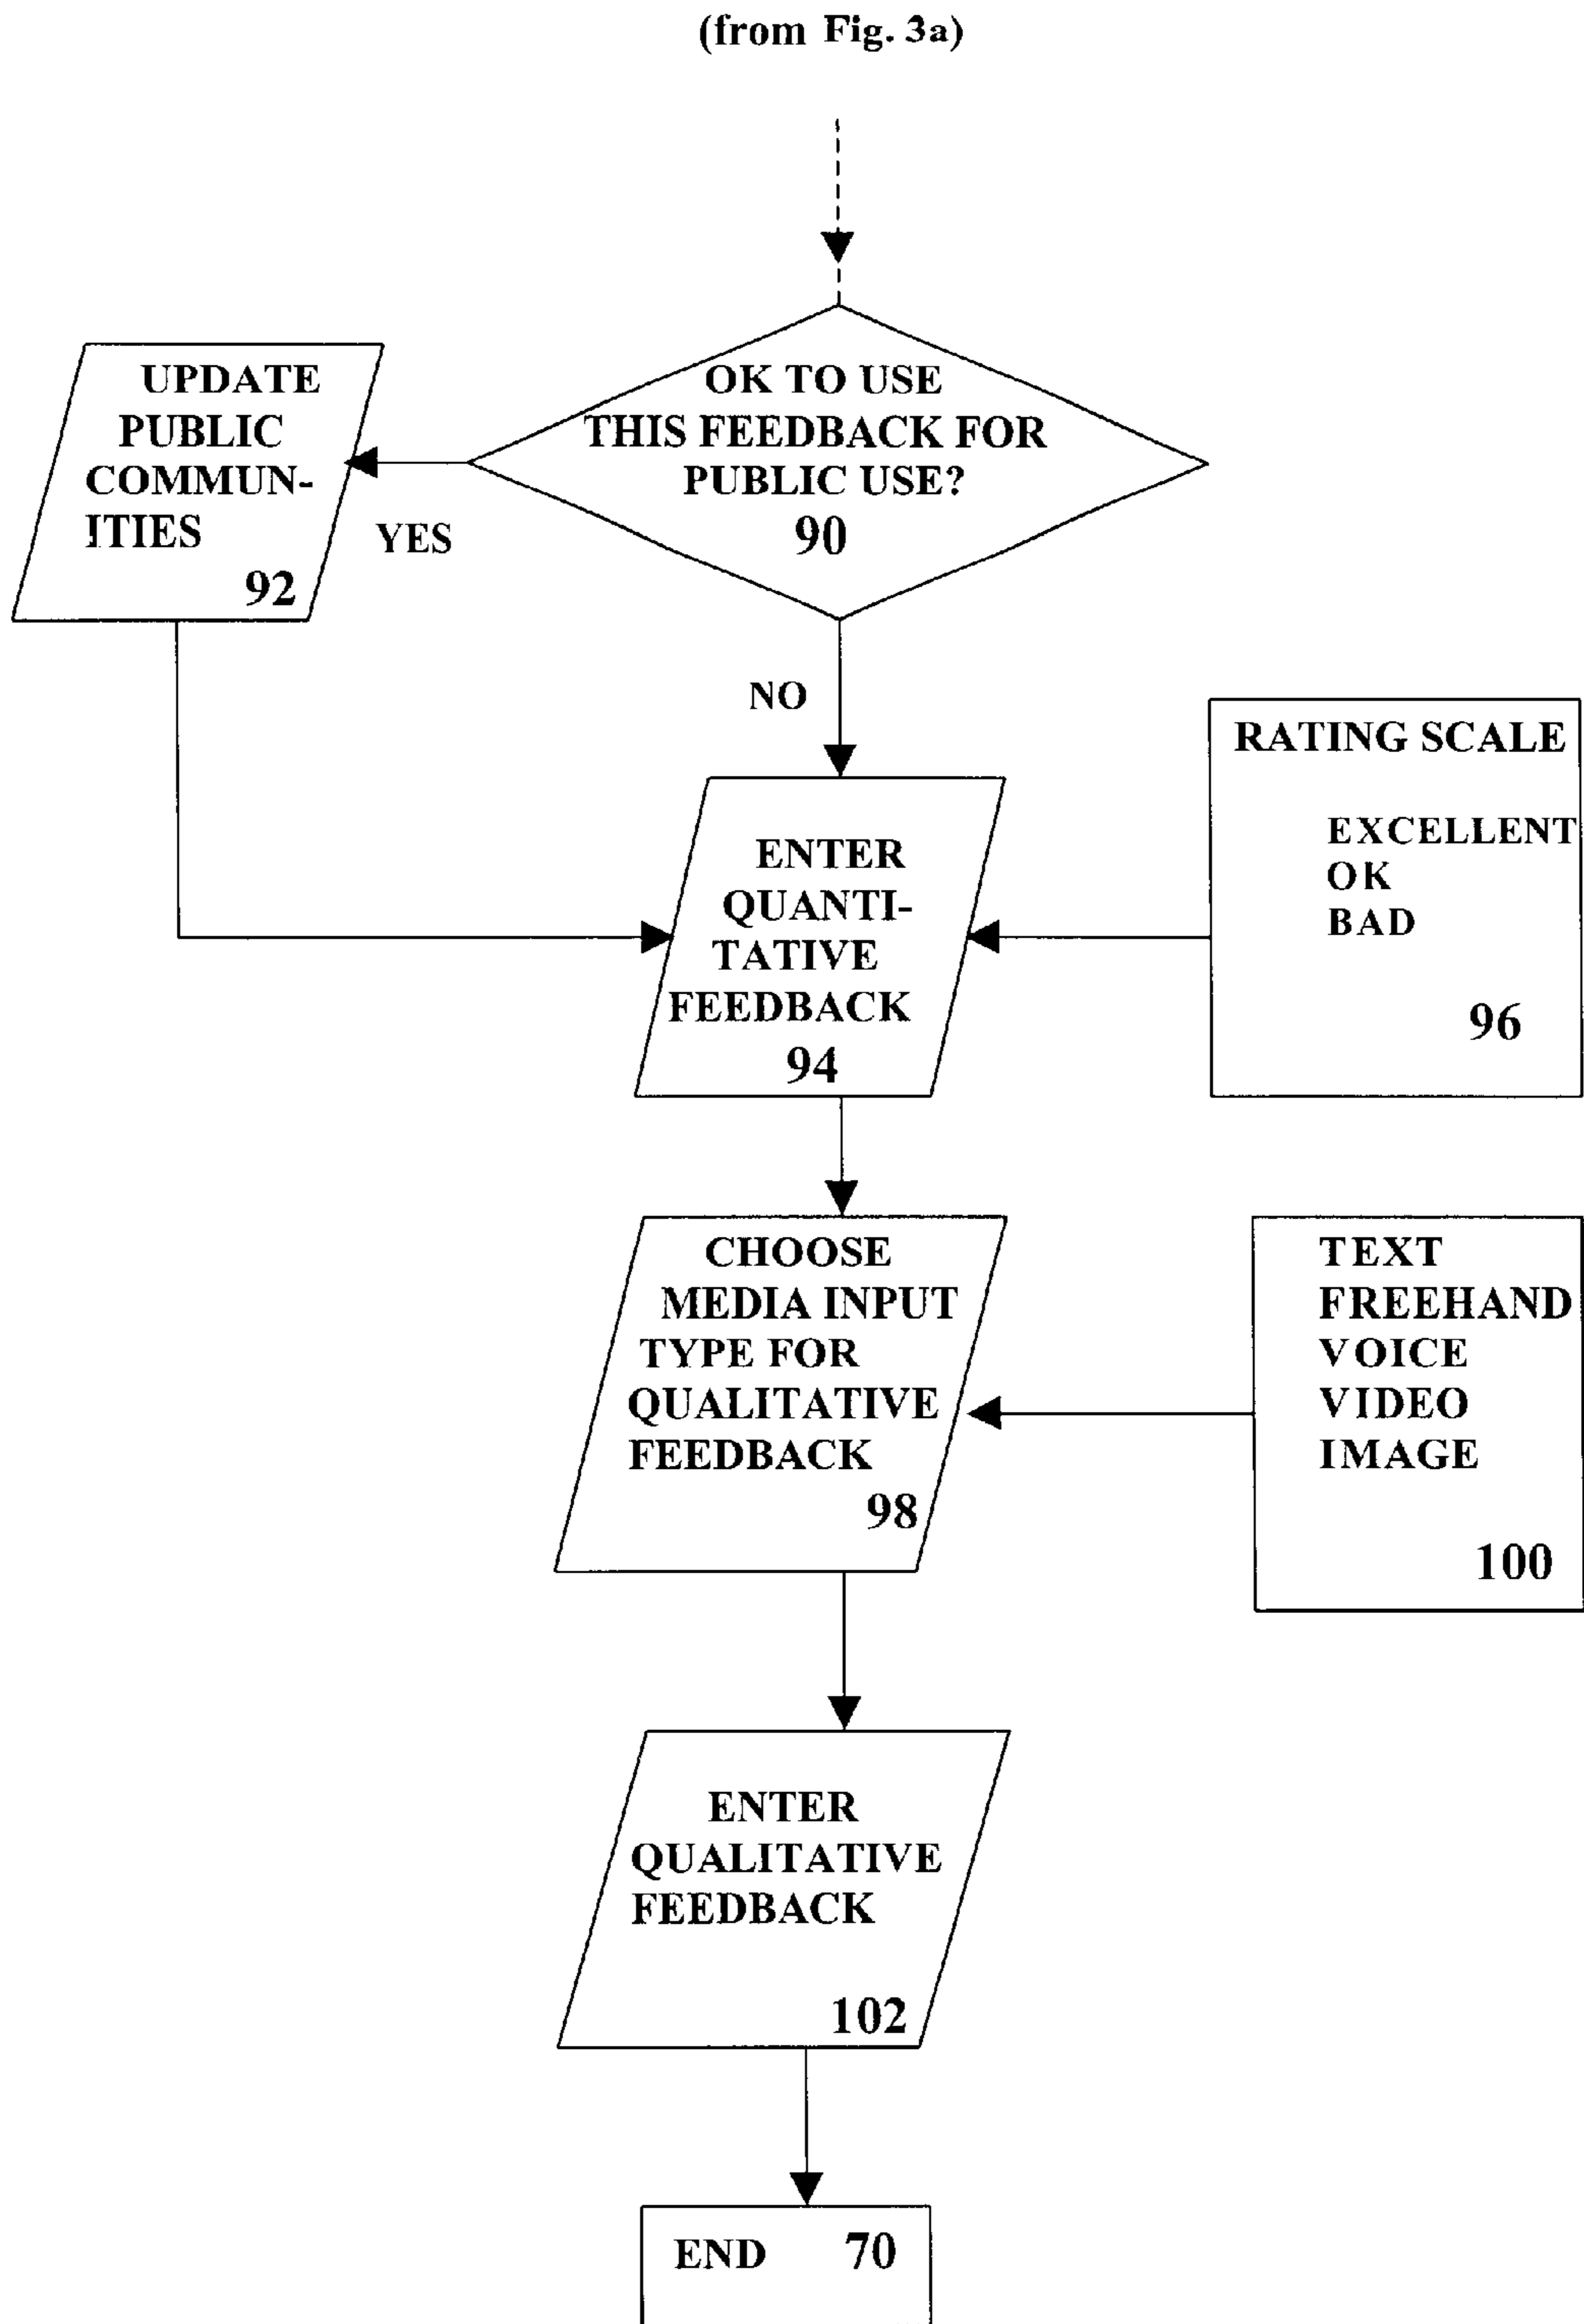 (from Fig. 3a)
OK TO USE
THIS FEEDBACK FOR
PUBLIC USE?
90
UPDATE
PUBLIC
COMMUN-
ITIES
92
YES
NO
RATING SCALE
EXCELLENT
OK
BAD
96
ENTER
QUANTI-
TATIVE
FEEDBACK
94
CHOOSE
MEDIA INPUT
TYPE FOR
QUALITATIVE
FEEDBACK
98
TEXT
FREEHAND
VOICE
VIDEO
IMAGE
100
ENTER
QUALITATIVE
FEEDBACK
102
END 70